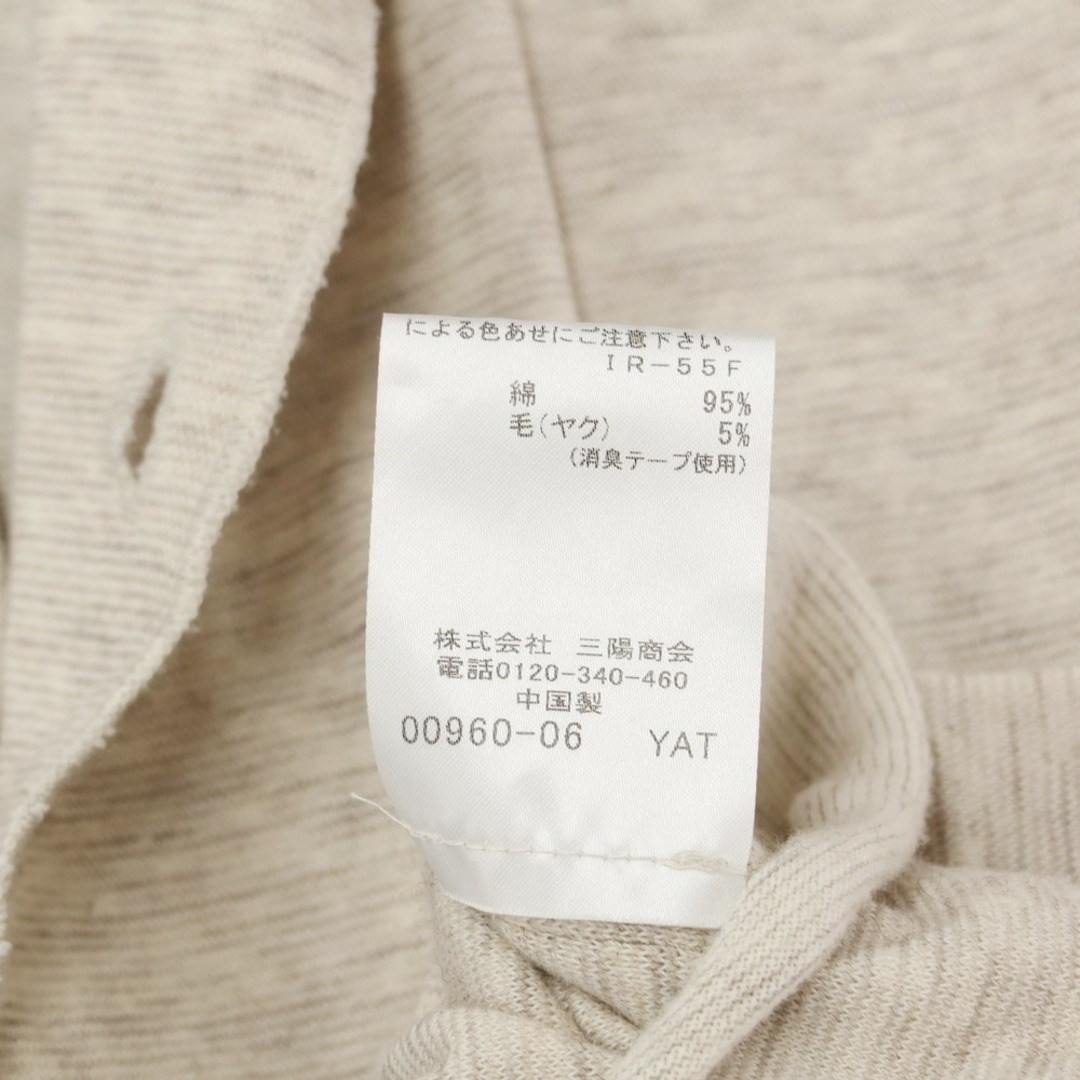 による色あせにご注意下さい。
IR-55F
綿 95%
毛(ヤク) 5%
(消臭テープ使用)
株式会社 三陽商会
電話0120-340-460
中国製
00960-06 YAT